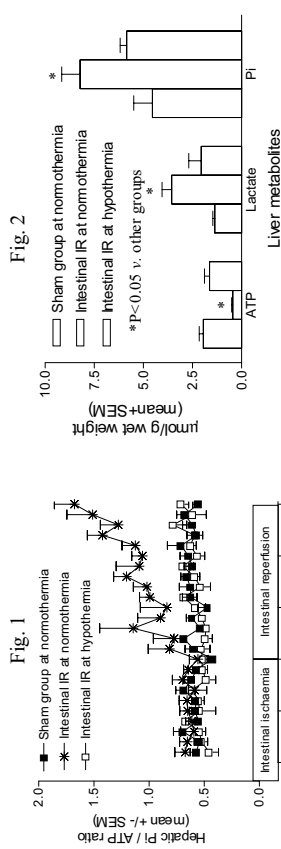 Fig. 1
Sham group at normothermia
Intestinal IR at normothermia
Intestinal IR at hypothermia
Hepatic Pi / ATP ratio
(mean +/- SEM)
2.0
1.5
1.0
0.5
0.0
Intestinal ischaemia
Intestinal reperfusion
Fig. 2
Sham group at normothermia
Intestinal IR at normothermia
Intestinal IR at hypothermia
*P<0.05 v. other groups
µmol/g wet weight
(mean+SEM)
10.0
7.5
5.0
2.5
0.0
*
*
*
ATP
Lactate
Pi
Liver metabolites